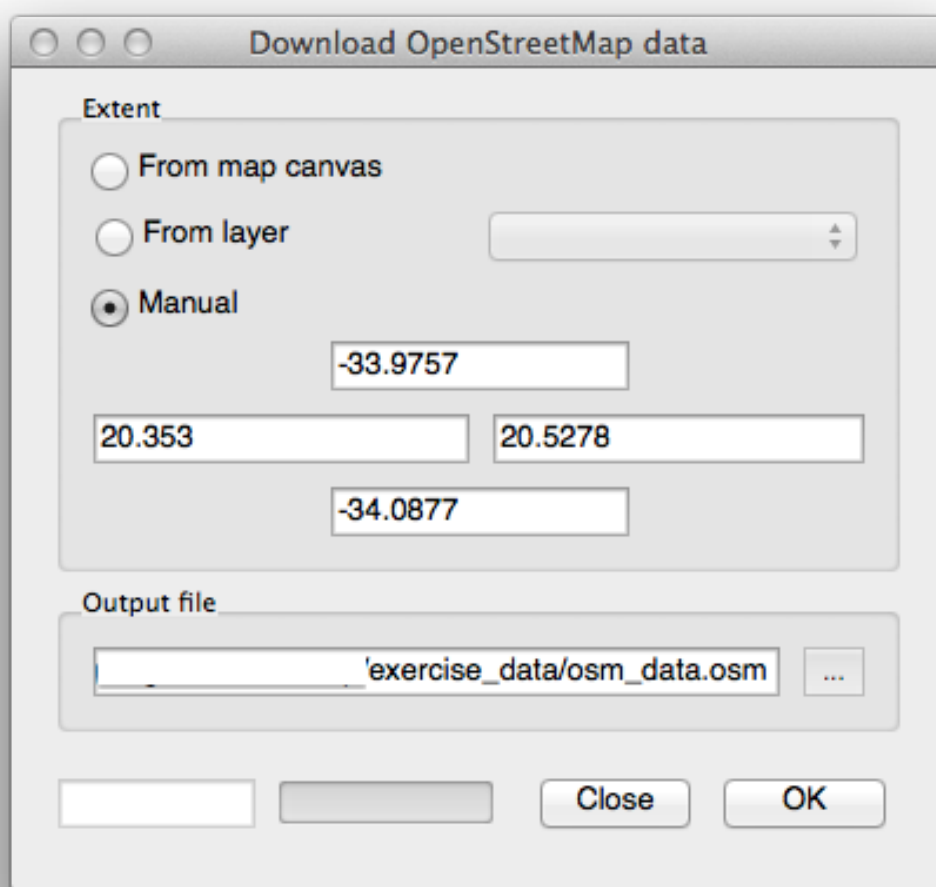 Download OpenStreetMap data
Extent
From map canvas
From layer
Manual
-33.9757
20.353 20.5278
-34.0877
Output file
/exercise_data/osm_data.osm ...
Close OK